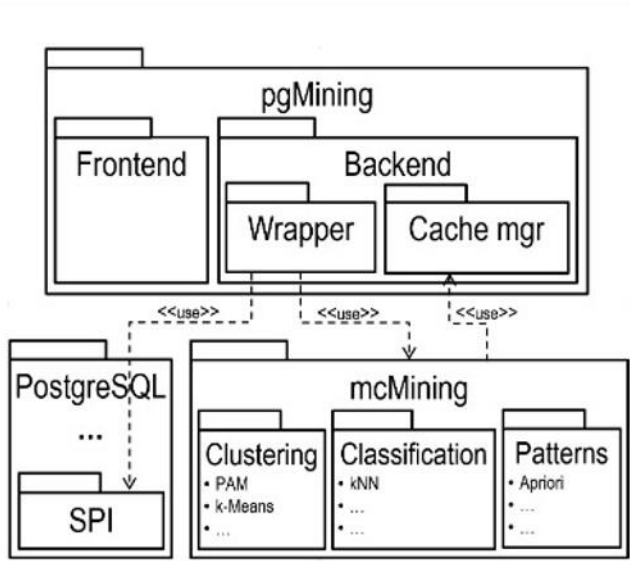 pgMining
Frontend
Backend
Wrapper
Cache mgr
<<use>>
<<use>>
<<use>>
PostgreSQL
...
SPI
mcMining
Clustering
• PAM
• k-Means
• ...
Classification
• kNN
• ...
• ...
Patterns
• Apriori
• ...
• ...